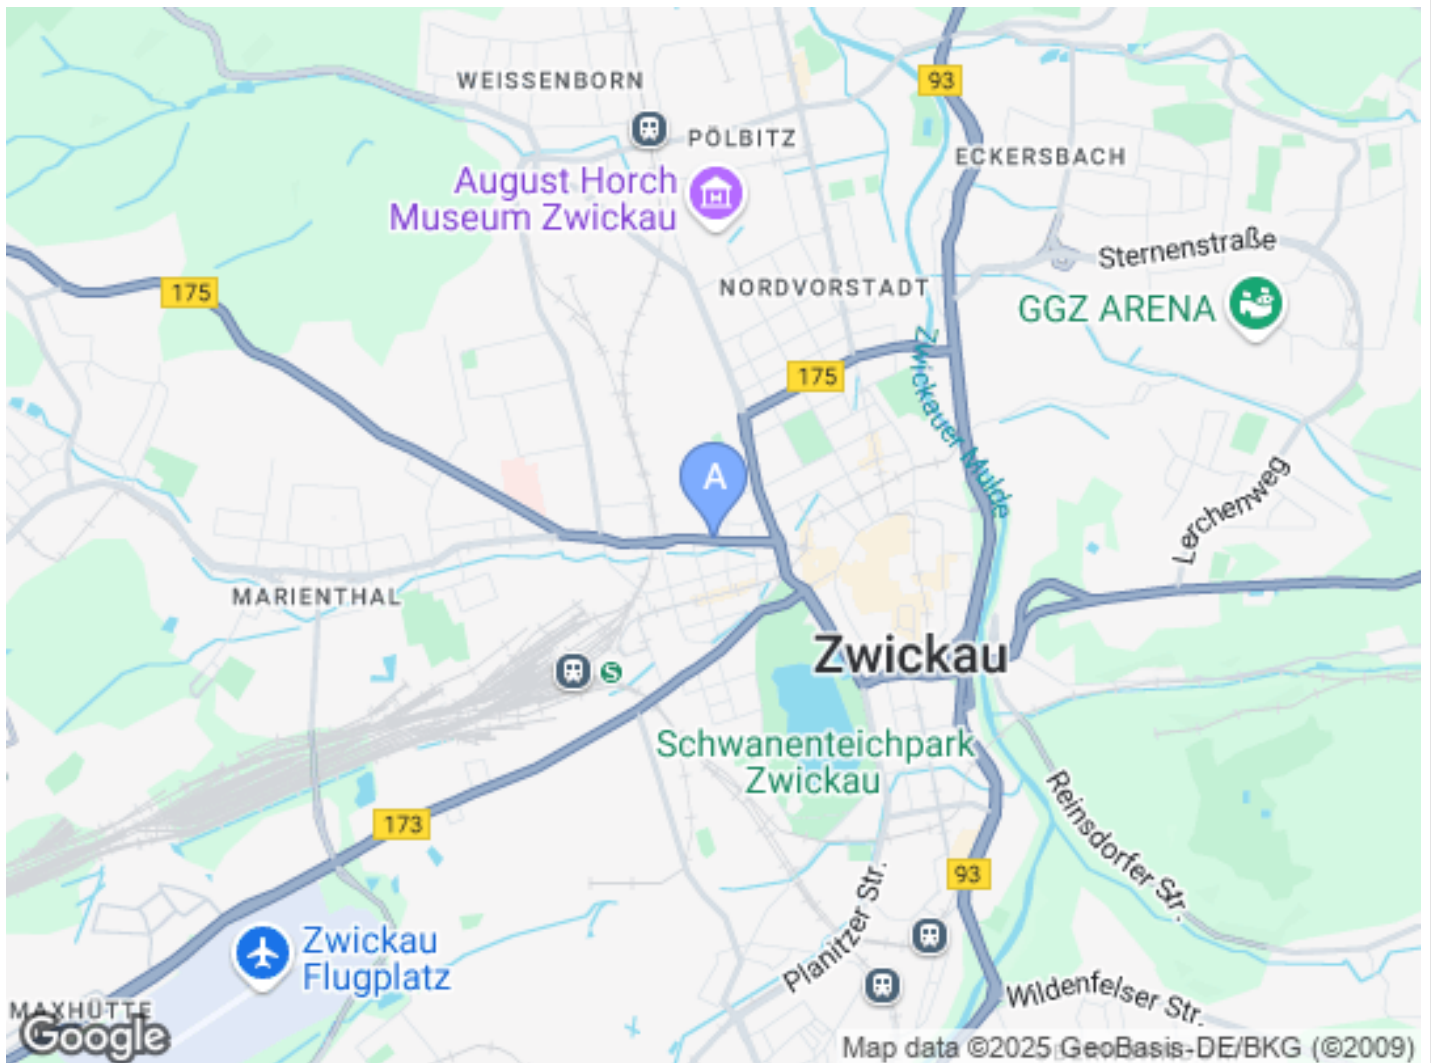 WEISSENBORN
93
PÖLBITZ
ECKERSBACH
August Horch
Museum Zwickau
Sternenstraße
175
NORDVORSTADT
GGZ ARENA
175
Zwickauer Mulde
A
Lerchenweg
MARIENTHAL
Zwickau
S
Schwanenteichpark
Zwickau
173
Reinsdorfer Str.
93
Planitzer Str.
Zwickau
Flugplatz
Wildenfelser Str.
MAXHÜTTE
Google
Map data ©2025 GeoBasis-DE/BKG (©2009)